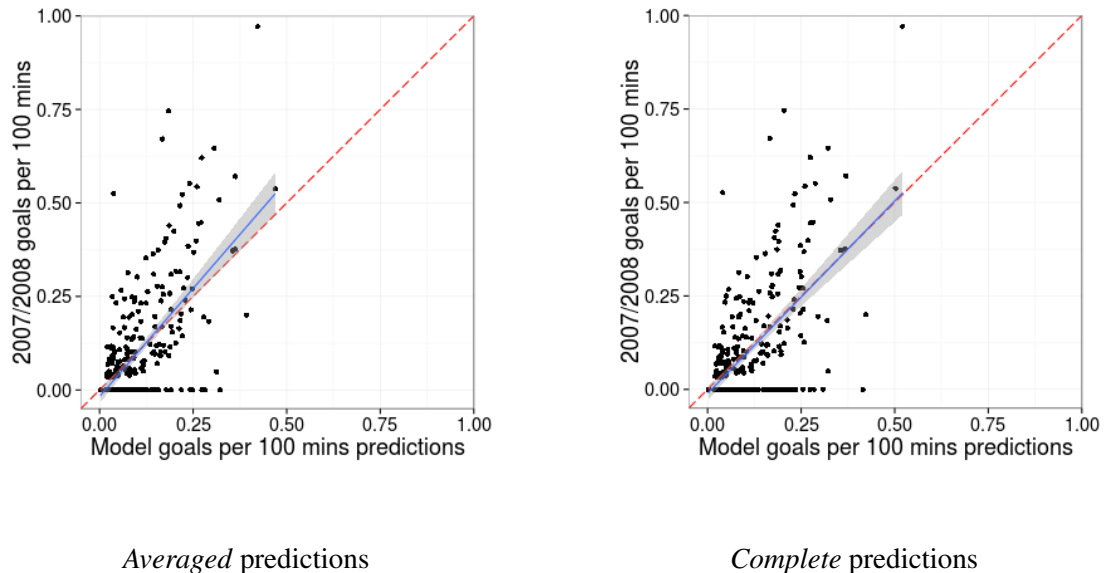 1.00
0.75
0.50
0.25
0.00
2007/2008 goals per 100 mins
0.00 0.25 0.50 0.75 1.00
Model goals per 100 mins predictions
Averaged predictions
1.00
0.75
0.50
0.25
0.00
2007/2008 goals per 100 mins
0.00 0.25 0.50 0.75 1.00
Model goals per 100 mins predictions
Complete predictions